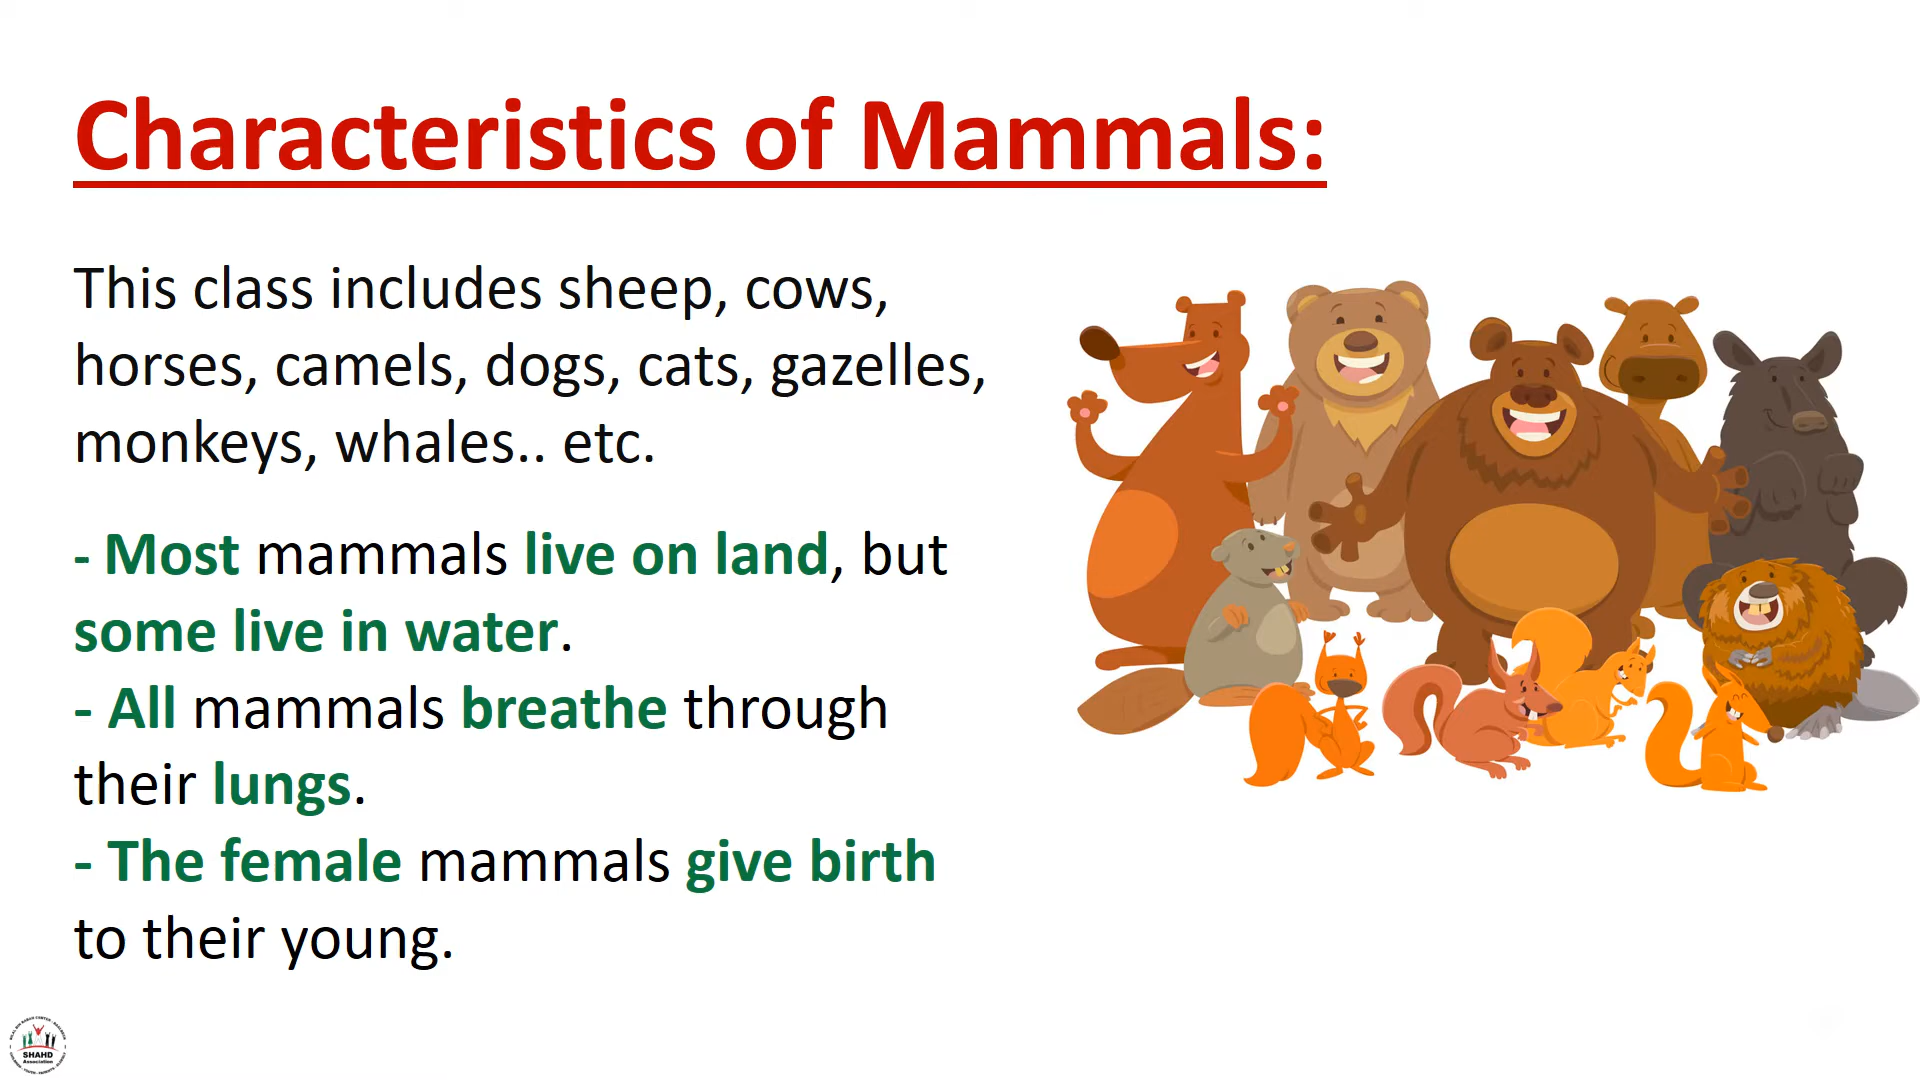 Characteristics of Mammals:
This class includes sheep, cows,
horses, camels, dogs, cats, gazelles,
monkeys, whales.. etc.
- Most mammals live on land, but
some live in water.
- All mammals breathe through
their lungs.
- The female mammals give birth
to their young.
SHAHD
Association